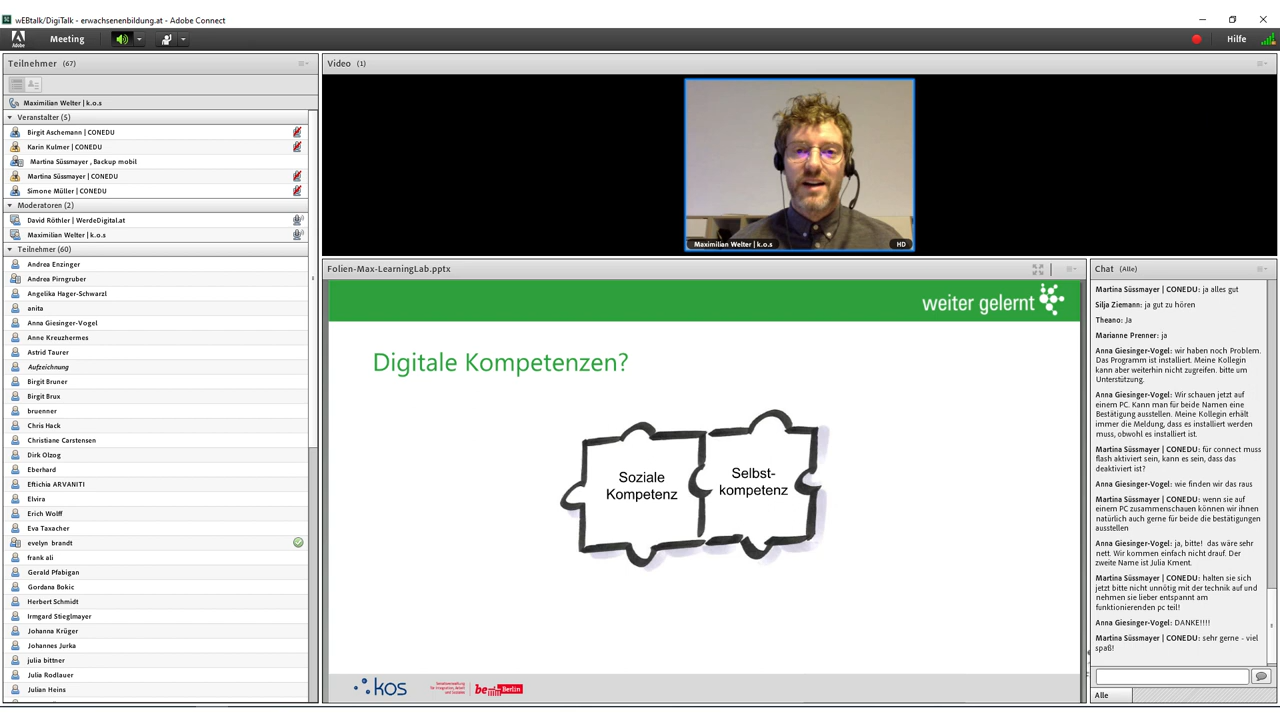 wEBtalk/DigiTalk - erwachsenenbildung.at - Adobe Connect
Adobe
Meeting
Hilfe
Teilnehmer (67)
Maximilian Welter | k.o.s
Veranstalter (5)
Birgit Aschemann | CONEDU
Karin Kulmer | CONEDU
Martina Süssmayer , Backup mobil
Martina Süssmayer | CONEDU
Simone Müller | CONEDU
Moderatoren (2)
David Röthler | WerdeDigital.at
Maximilian Welter | k.o.s
Teilnehmer (60)
Andrea Enzinger
Andrea Pirngruber
Angelika Hager-Schwarzl
anita
Anna Giesinger-Vogel
Anne Kreuzhermes
Astrid Taurer
Aufzeichnung
Birgit Bruner
Birgit Brux
bruenner
Chris Hack
Christiane Carstensen
Dirk Olzog
Eberhard
Eftichia ARVANITI
Elvira
Erich Wolff
Eva Taxacher
evelyn brandt
frank ali
Gerald Pfabigan
Gordana Bokic
Herbert Schmidt
Irmgard Stieglmayer
Johanna Krüger
Johannes Jurka
julia bittner
Julia Rodlauer
Julian Heins
Video (1)
Maximilian Welter | k.o.s
HD
Folien-Max-LearningLab.pptx
weiter gelernt
Digitale Kompetenzen?
Soziale
Kompetenz
Selbst-
kompetenz
kos
Senatsverwaltung
für Integration, Arbeit
und Soziales
be Berlin
Chat (Alle)
Martina Süssmayer | CONEDU: ja alles gut
Silja Ziemann: ja gut zu hören
Theano: Ja
Marianne Prenner: ja
Anna Giesinger-Vogel: wir haben noch Problem.
Das Programm ist installiert. Meine Kollegin
kann aber weiterhin nicht zugreifen. bitte um
Unterstützung.
Anna Giesinger-Vogel: Wir schauen jetzt auf
einem PC. Kann man für beide Namen eine
Bestätigung ausstellen. Meine Kollegin erhält
immer die Meldung, dass es installiert werden
muss, obwohl es installiert ist.
Martina Süssmayer | CONEDU: für connect muss
flash aktiviert sein, kann es sein, dass das
deaktiviert ist?
Anna Giesinger-Vogel: wie finden wir das raus
Martina Süssmayer | CONEDU: wenn sie auf
einem PC zusammenschauen können wir ihnen
natürlich auch gerne für beide die bestätigungen
ausstellen
Anna Giesinger-Vogel: ja, bitte! das wäre sehr
nett. Wir kommen einfach nicht drauf. Der
zweite Name ist Julia Kment.
Martina Süssmayer | CONEDU: halten sie sich
jetzt bitte nicht unnötig mit der technik auf und
nehmen sie lieber entspannt am
funktionierenden pc teil!
Anna Giesinger-Vogel: DANKE!!!!
Martina Süssmayer | CONEDU: sehr gerne - viel
spaß!
Alle